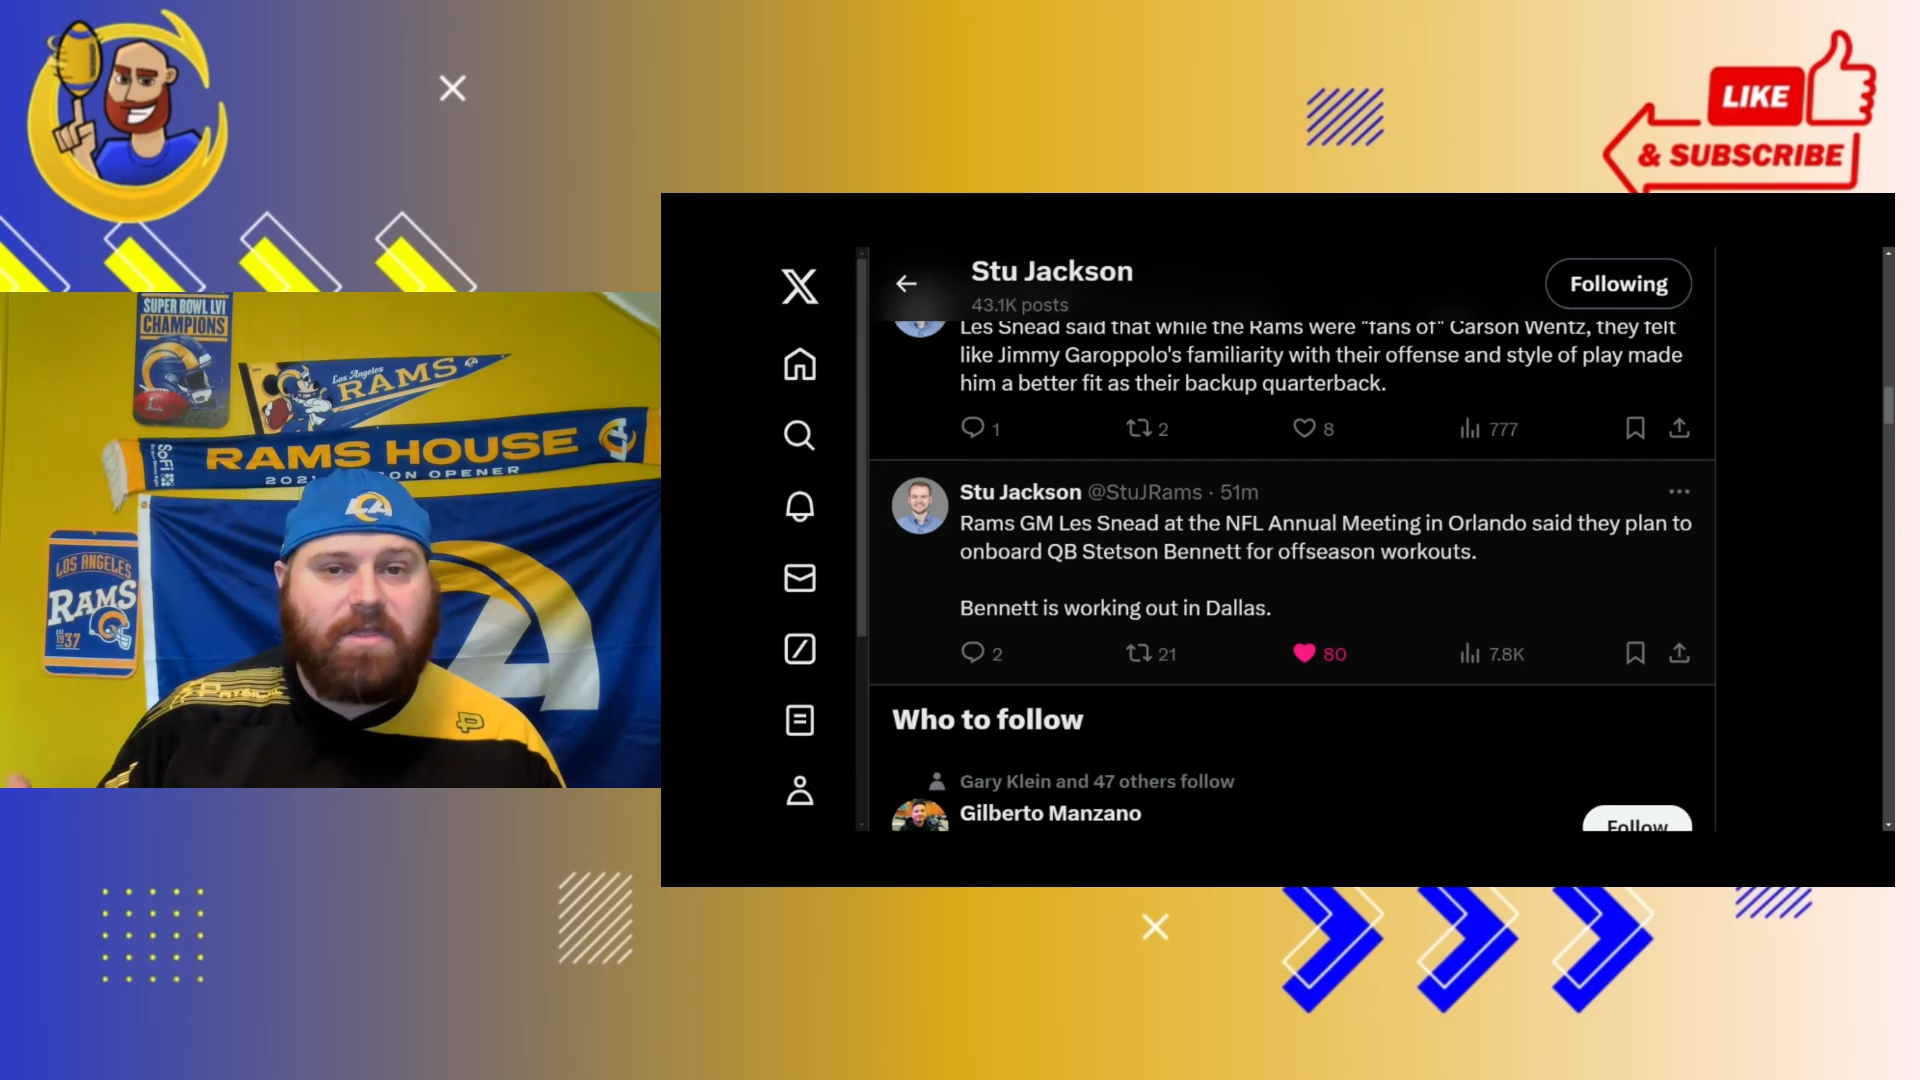 LIKE
& SUBSCRIBE
SUPER BOWL LVI
CHAMPIONS
Los Angeles
RAMS
SoFi
RAMS HOUSE
LOS ANGELES
RAMS
EST
1937
Stu Jackson
43.1K posts
Following
Les Snead said that while the Rams were "fans of" Carson Wentz, they felt
like Jimmy Garoppolo's familiarity with their offense and style of play made
him a better fit as their backup quarterback.
1
2
8
777
Stu Jackson @StuJRams · 51m
Rams GM Les Snead at the NFL Annual Meeting in Orlando said they plan to
onboard QB Stetson Bennett for offseason workouts.
Bennett is working out in Dallas.
2
21
80
7.8K
Who to follow
Gary Klein and 47 others follow
Gilberto Manzano
Follow